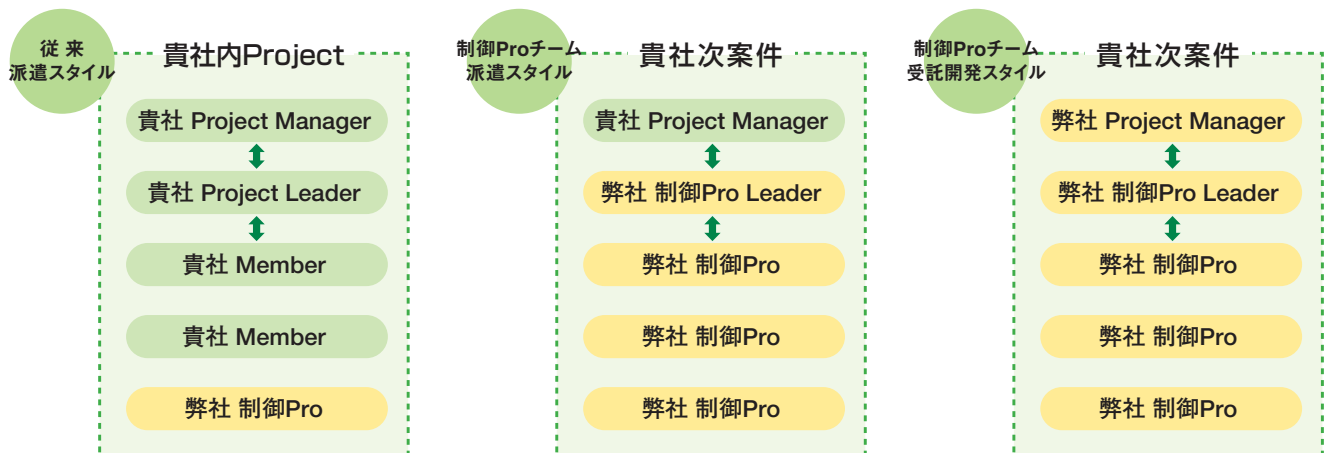 従 来
派遣スタイル
貴社内Project
貴社 Project Manager
貴社 Project Leader
貴社 Member
貴社 Member
弊社 制御Pro
制御Proチーム
派遣スタイル
貴社次案件
貴社 Project Manager
弊社 制御Pro Leader
弊社 制御Pro
弊社 制御Pro
弊社 制御Pro
制御Proチーム
受託開発スタイル
貴社次案件
弊社 Project Manager
弊社 制御Pro Leader
弊社 制御Pro
弊社 制御Pro
弊社 制御Pro